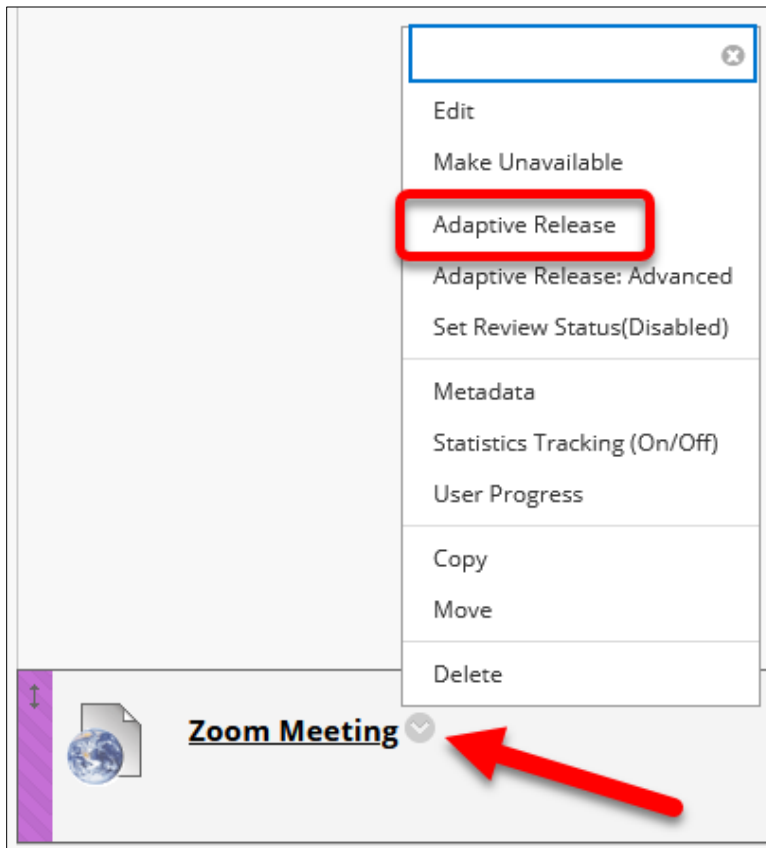 Edit
Make Unavailable
Adaptive Release
Adaptive Release: Advanced
Set Review Status(Disabled)
Metadata
Statistics Tracking (On/Off)
User Progress
Copy
Move
Delete
Zoom Meeting